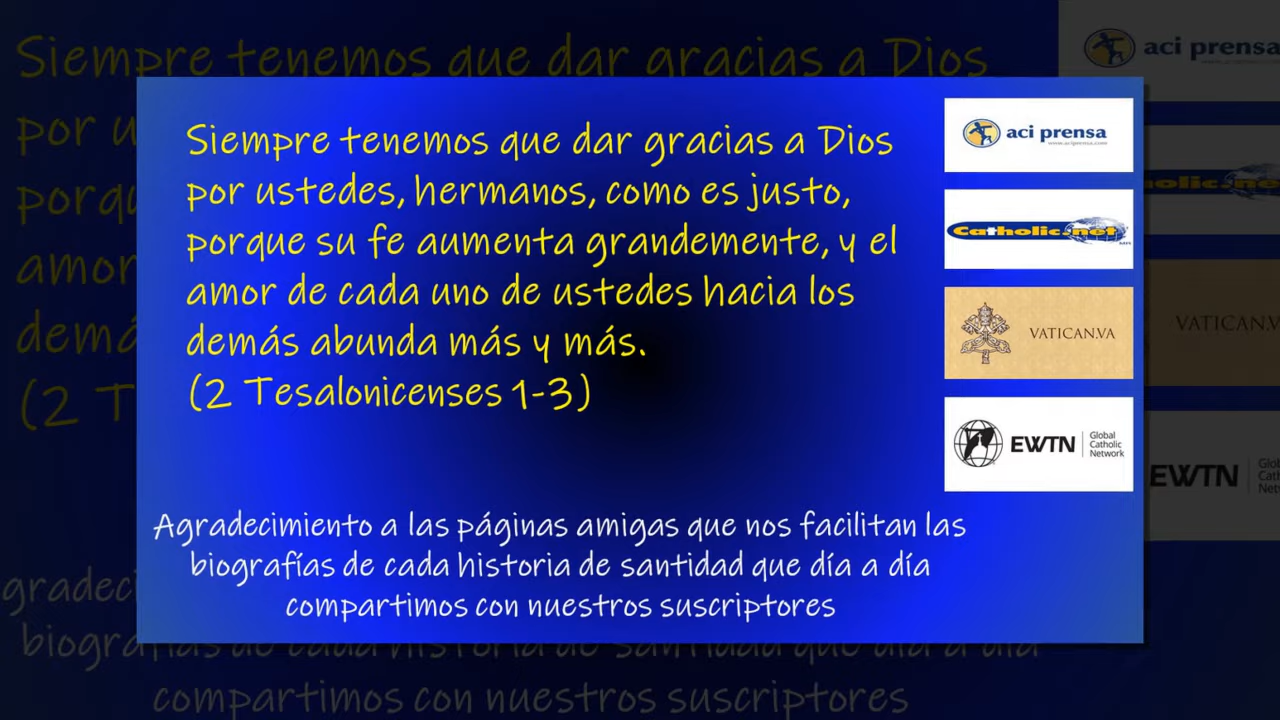 Siempre tenemos que dar gracias a Dios
por ustedes, hermanos, como es justo,
porque su fe aumenta grandemente, y el
amor de cada uno de ustedes hacia los
demás abunda más y más.
(2 Tesalonicenses 1-3)
aci prensa
www.aciprensa.com
Catholic.net
VATICAN.VA
EWTN
Global
Catholic
Network
Agradecimiento a las páginas amigas que nos facilitan las
biografías de cada historia de santidad que día a día
compartimos con nuestros suscriptores